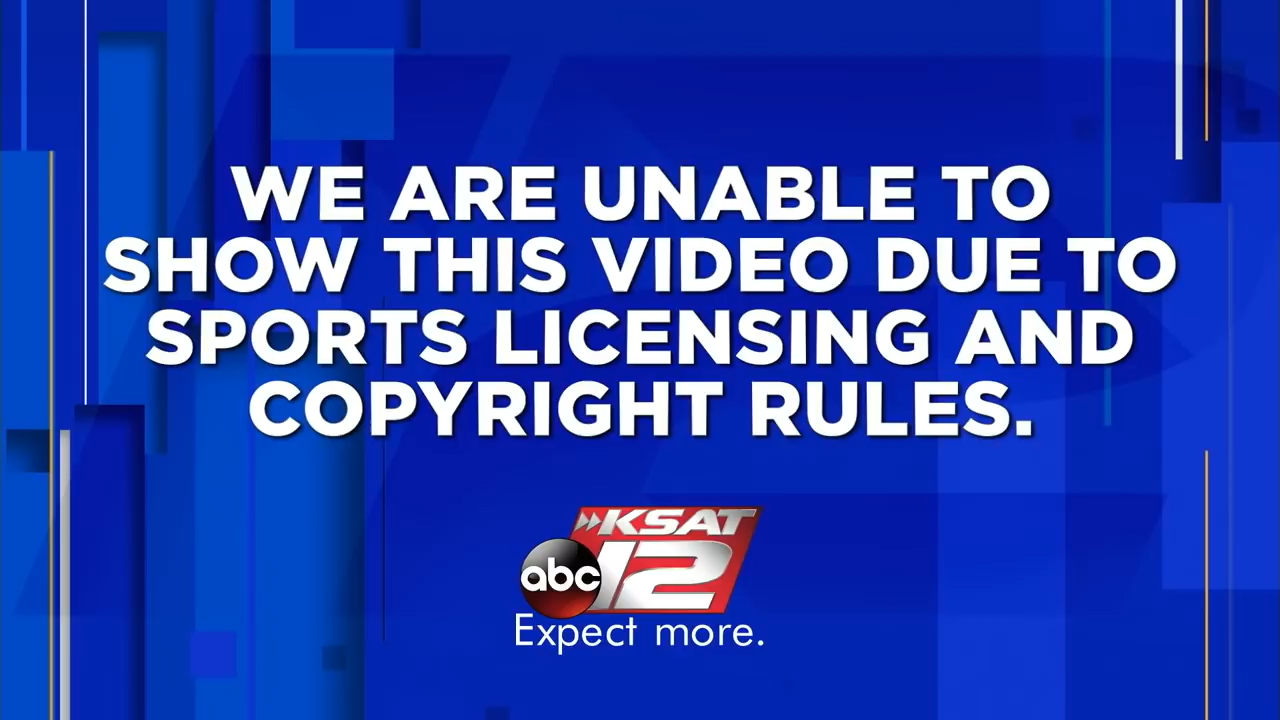 WE ARE UNABLE TO
SHOW THIS VIDEO DUE TO
SPORTS LICENSING AND
COPYRIGHT RULES.
KSAT
abc 12
Expect more.